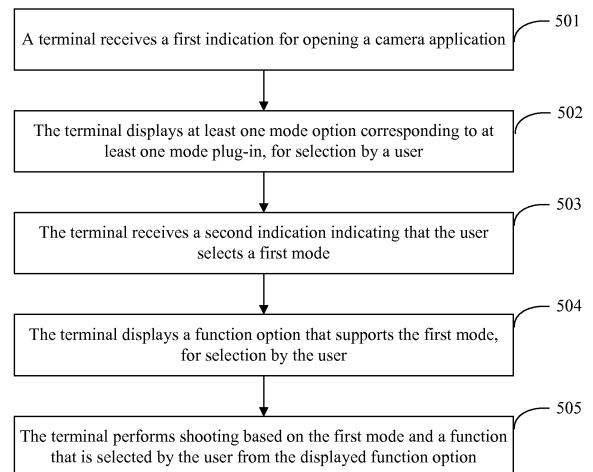 501
A terminal receives a first indication for opening a camera application
502
The terminal displays at least one mode option corresponding to at
least one mode plug-in, for selection by a user
503
The terminal receives a second indication indicating that the user
selects a first mode
504
The terminal displays a function option that supports the first mode,
for selection by the user
505
The terminal performs shooting based on the first mode and a function
that is selected by the user from the displayed function option